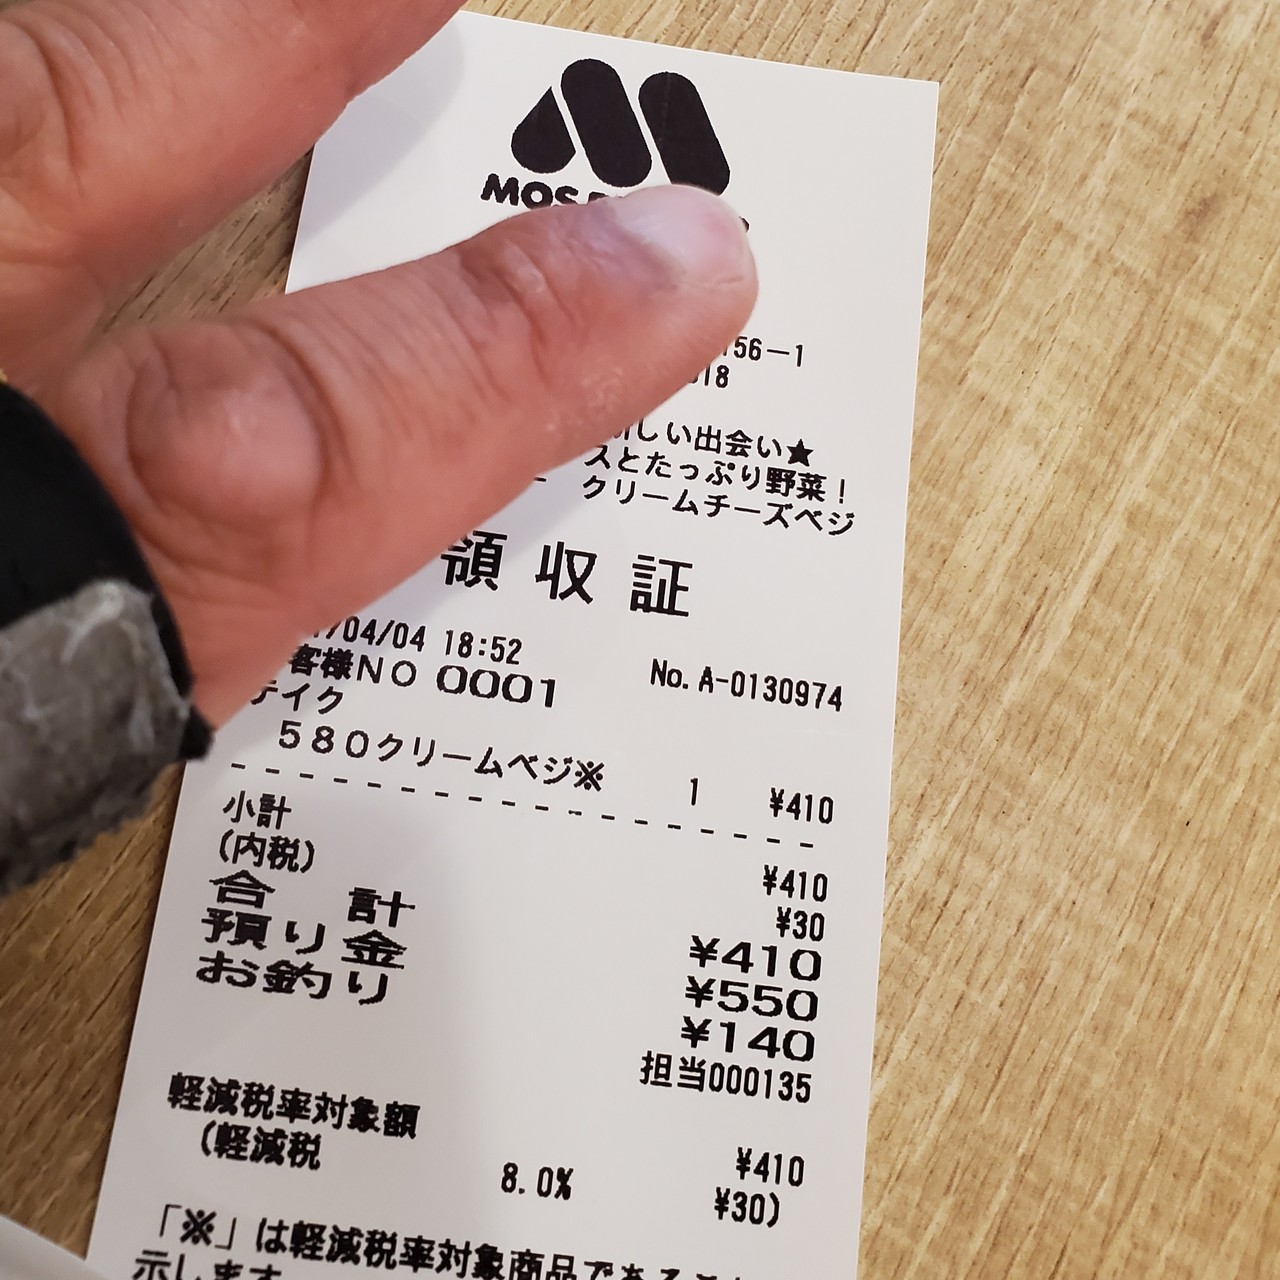 MOS
156－1
18
しい出会い★
スとたっぷり野菜！
クリームチーズベジ
領収証
/04/04 18:52
客様NO 0001 No.A-0130974
テイク
580クリームベジ※ 1 ¥410
小計 ¥410
(内税) ¥30
合計 ¥410
預り金 ¥550
お釣り ¥140
担当000135
軽減税率対象額 ¥410
(軽減税 8.0% ¥30)
「※」は軽減税率対象商品である
示します